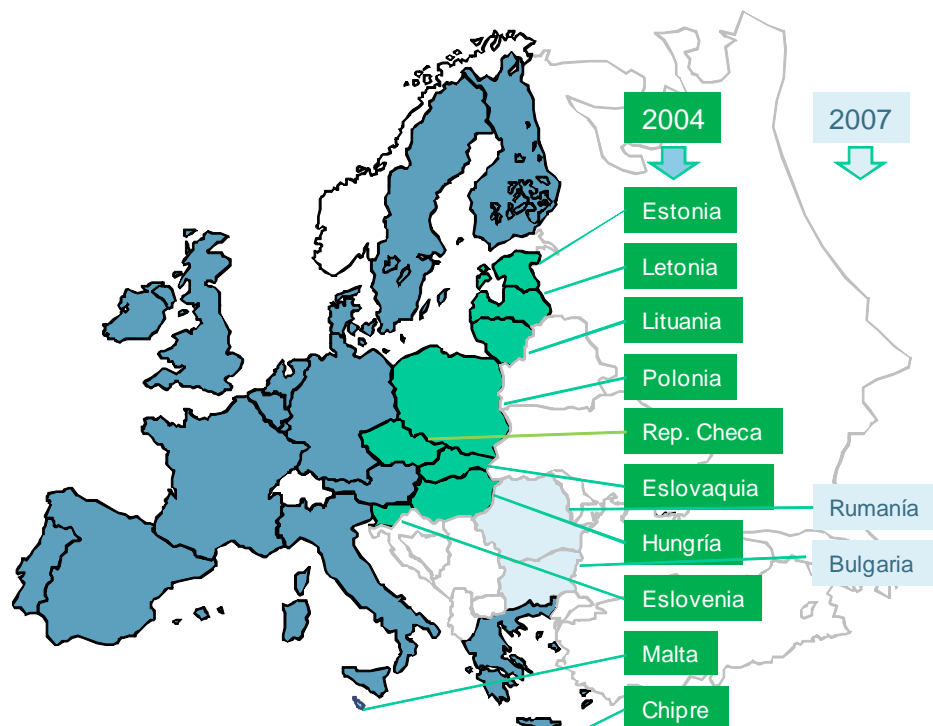 2004
2007
Estonia
Letonia
Lituania
Polonia
Rep. Checa
Eslovaquia
Rumanía
Hungría
Bulgaria
Eslovenia
Malta
Chipre